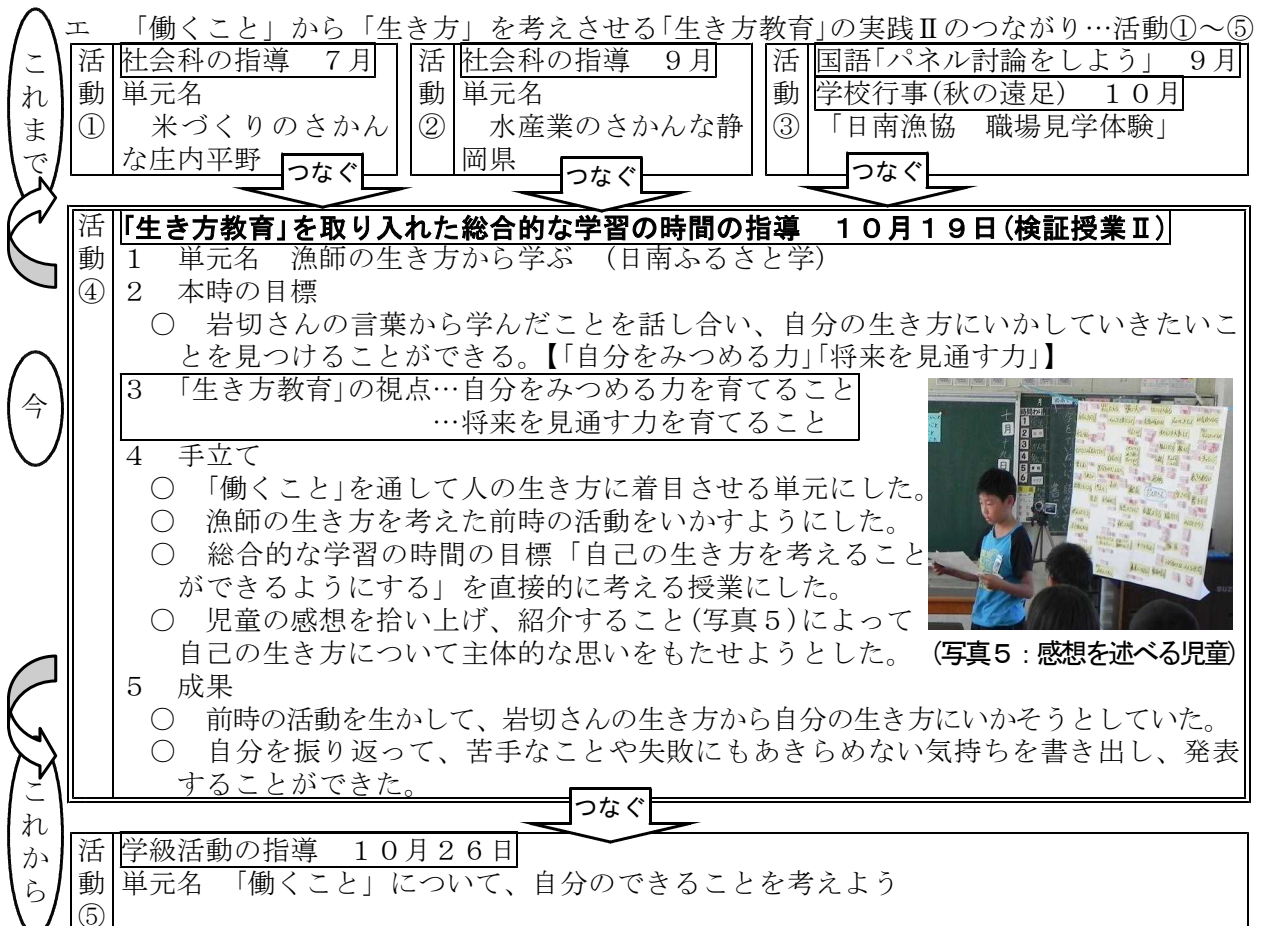 エ　「働くこと」から「生き方」を考えさせる「生き方教育」の実践Ⅱのつながり…活動①～⑤
これまで
活動①
社会科の指導　７月
単元名
米づくりのさかん
な庄内平野
つなぐ
活動②
社会科の指導　９月
単元名
水産業のさかんな静
岡県
つなぐ
活動③
国語「パネル討論をしよう」　９月
学校行事(秋の遠足)　１０月
「日南漁協　職場見学体験」
つなぐ
今
活動④
「生き方教育」を取り入れた総合的な学習の時間の指導　１０月１９日(検証授業Ⅱ)
１　単元名　漁師の生き方から学ぶ　(日南ふるさと学)
２　本時の目標
○　岩切さんの言葉から学んだことを話し合い、自分の生き方にいかしていきたいこ
とを見つけることができる。【「自分をみつめる力」「将来を見通す力」】
３　「生き方教育」の視点…自分をみつめる力を育てること
…将来を見通す力を育てること
４　手立て
○　「働くこと」を通して人の生き方に着目させる単元にした。
○　漁師の生き方を考えた前時の活動をいかすようにした。
○　総合的な学習の時間の目標「自己の生き方を考えること
ができるようにする」を直接的に考える授業にした。
○　児童の感想を拾い上げ、紹介すること(写真５)によって
自己の生き方について主体的な思いをもたせようとした。
(写真５：感想を述べる児童)
５　成果
○　前時の活動を生かして、岩切さんの生き方から自分の生き方にいかそうとしていた。
○　自分を振り返って、苦手なことや失敗にもあきらめない気持ちを書き出し、発表
することができた。
つなぐ
これから
活動⑤
学級活動の指導　１０月２６日
単元名　「働くこと」について、自分のできることを考えよう